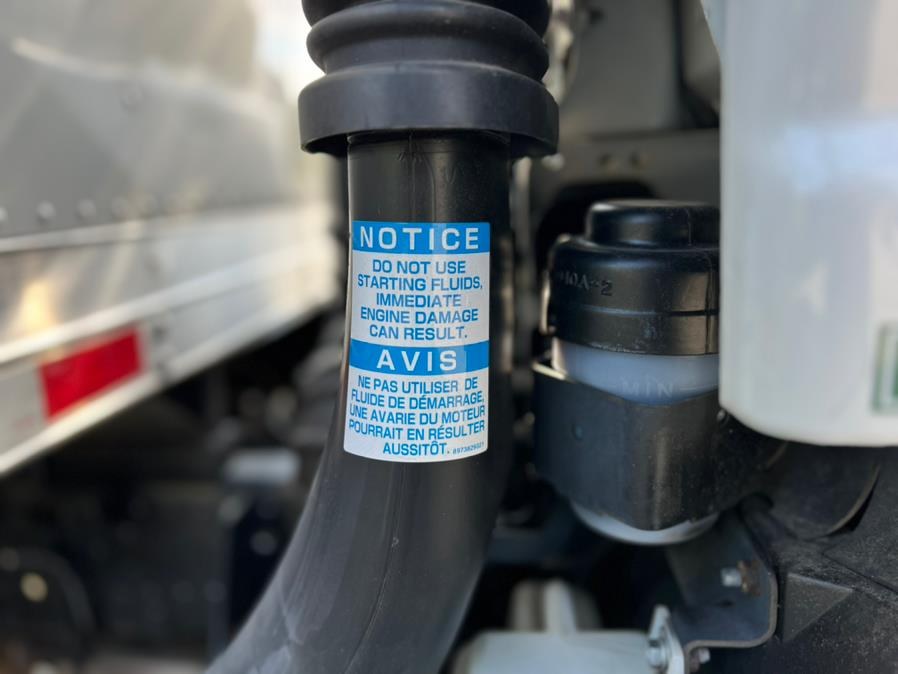 NOTICE
DO NOT USE
STARTING FLUIDS,
IMMEDIATE
ENGINE DAMAGE
CAN RESULT.
AVIS
NE PAS UTILISER DE
FLUIDE DE DÉMARRAGE,
UNE AVARIE DU MOTEUR
POURRAIT EN RÉSULTER
AUSSITÔT.
MIN